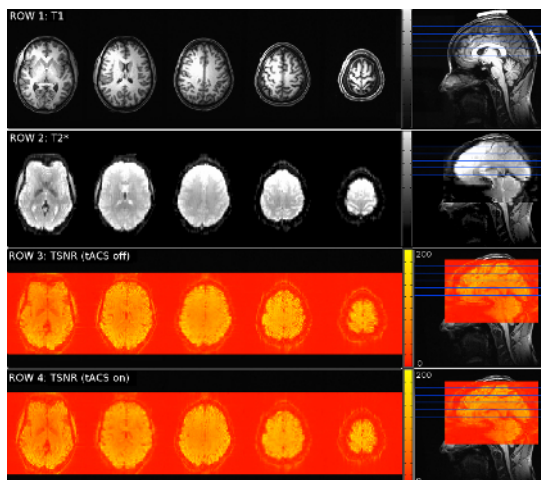 ROW 1: T1
ROW 2: T2*
ROW 3: TSNR (tACS off)
200
0
ROW 4: TSNR (tACS on)
200